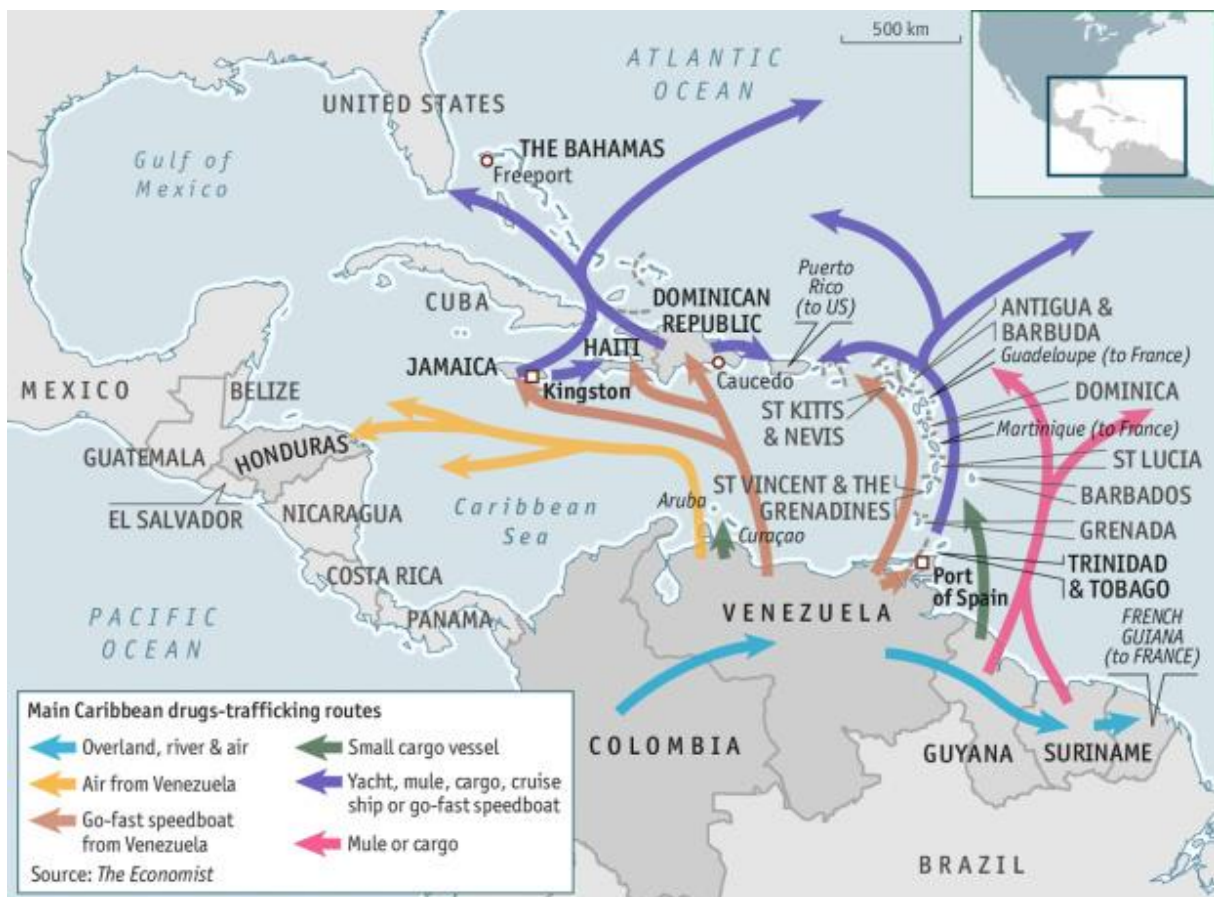 500 km
ATLANTIC
OCEAN
UNITED STATES
Gulf of
Mexico
THE BAHAMAS
Freeport
CUBA
DOMINICAN
REPUBLIC
Puerto
Rico
(to US)
ANTIGUA &
BARBUDA
Guadeloupe (to France)
HAITI
JAMAICA
Kingston
Caucedo
DOMINICA
MEXICO
BELIZE
ST KITTS
& NEVIS
Martinique (to France)
GUATEMALA
HONDURAS
ST LUCIA
EL SALVADOR
NICARAGUA
Caribbean
Sea
Aruba
Curaçao
ST VINCENT & THE
GRENADINES
BARBADOS
GRENADA
COSTA RICA
PANAMA
PACIFIC
OCEAN
VENEZUELA
Port
of Spain
TRINIDAD
& TOBAGO
FRENCH
GUIANA
(to FRANCE)
COLOMBIA
GUYANA
SURINAME
BRAZIL
Main Caribbean drugs-trafficking routes
Overland, river & air
Air from Venezuela
Go-fast speedboat
from Venezuela
Small cargo vessel
Yacht, mule, cargo, cruise
ship or go-fast speedboat
Mule or cargo
Source: The Economist